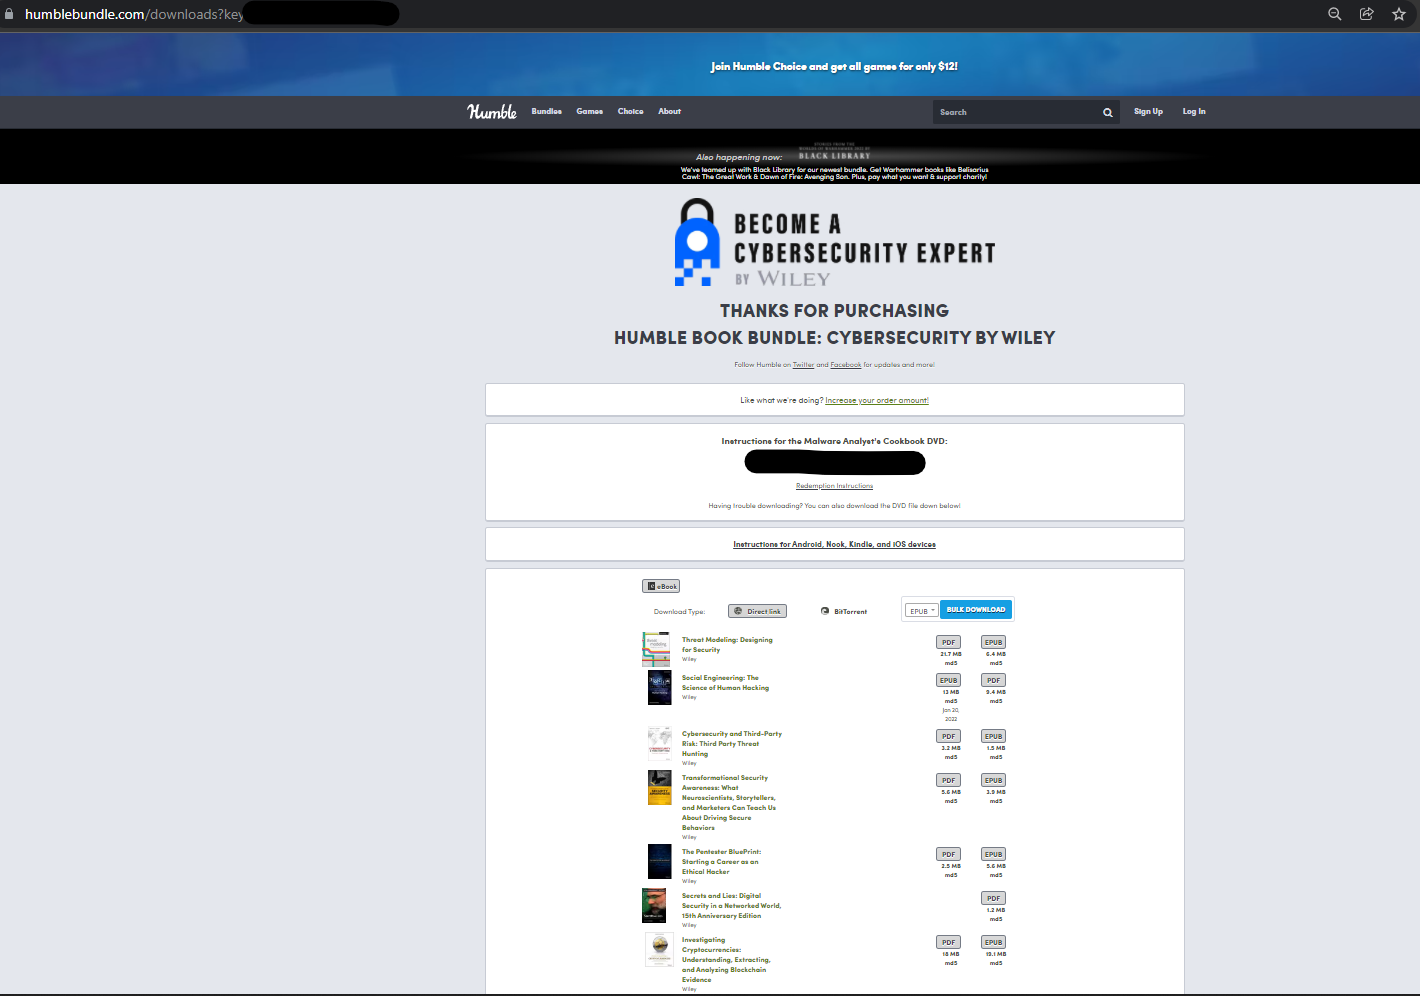 humblebundle.com/downloads?key
Join Humble Choice and get all games for only $12!
Humble Bundles Games Choice About Search Sign Up Log In
Also happening now:
BLACK LIBRARY
We've teamed up with Black Library for our newest bundle. Get Warhammer books like Belisarius
Cawl: The Great Work & Dawn of Fire: Avenging Son. Plus, pay what you want & support charity!
BECOME A
CYBERSECURITY EXPERT
BY WILEY
THANKS FOR PURCHASING
HUMBLE BOOK BUNDLE: CYBERSECURITY BY WILEY
Follow Humble on Twitter and Facebook for updates and more!
Like what we're doing? Increase your order amount!
Instructions for the Malware Analyst's Cookbook DVD:
Redemption Instructions
Having trouble downloading? You can also download the DVD file down below!
Instructions for Android, Nook, Kindle, and iOS devices
eBook
Download Type: Direct link BitTorrent EPUB BULK DOWNLOAD
Threat Modeling: Designing
for Security
Wiley
PDF EPUB
21.7 MB 6.4 MB
md5 md5
Social Engineering: The
Science of Human Hacking
Wiley
EPUB PDF
13 MB 9.4 MB
md5 md5
Jan 20,
2022
Cybersecurity and Third-Party
Risk: Third Party Threat
Hunting
Wiley
PDF EPUB
3.2 MB 1.5 MB
md5 md5
Transformational Security
Awareness: What
Neuroscientists, Storytellers,
and Marketers Can Teach Us
About Driving Secure
Behaviors
Wiley
PDF EPUB
5.6 MB 3.9 MB
md5 md5
The Pentester BluePrint:
Starting a Career as an
Ethical Hacker
Wiley
PDF EPUB
2.5 MB 5.6 MB
md5 md5
Secrets and Lies: Digital
Security in a Networked World,
15th Anniversary Edition
Wiley
PDF
1.2 MB
md5
Investigating
Cryptocurrencies:
Understanding, Extracting,
and Analyzing Blockchain
Evidence
Wiley
PDF EPUB
16 MB 19.1 MB
md5 md5